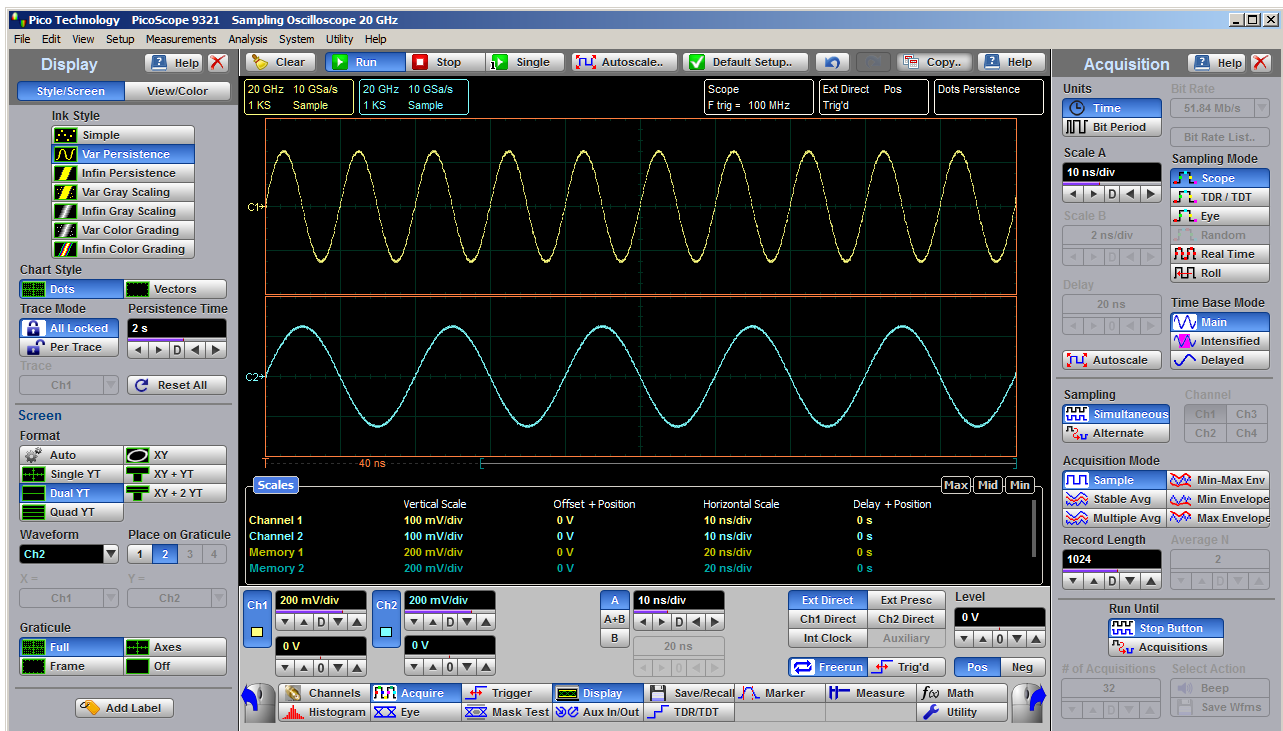 Pico Technology PicoScope 9321 Sampling Oscilloscope 20 GHz
File Edit View Setup Measurements Analysis System Utility Help
Display
? Help
Style/Screen View/Color
Ink Style
Simple
Var Persistence
Infin Persistence
Var Gray Scaling
Infin Gray Scaling
Var Color Grading
Infin Color Grading
Chart Style
Dots Vectors
Trace Mode Persistence Time
All Locked 2 s
Per Trace D
Trace
Ch1 Reset All
Screen
Format
Auto XY
Single YT XY + YT
Dual YT XY + 2 YT
Quad YT
Waveform Place on Graticule
Ch2 1 2 3 4
X = Y =
Ch1 Ch2
Graticule
Full Axes
Frame Off
Add Label
Clear Run Stop Single Autoscale.. Default Setup.. Copy.. ? Help
20 GHz 10 GSa/s
1 KS Sample
20 GHz 10 GSa/s
1 KS Sample
Scope
F trig = 100 MHz
Ext Direct Pos
Trig'd
Dots Persistence
C1
C2
T 40 ns
Scales Max Mid Min
Vertical Scale Offset + Position Horizontal Scale Delay + Position
Channel 1 100 mV/div 0 V 10 ns/div 0 s
Channel 2 100 mV/div 0 V 10 ns/div 0 s
Memory 1 200 mV/div 0 V 20 ns/div 0 s
Memory 2 200 mV/div 0 V 20 ns/div 0 s
Ch1 200 mV/div Ch2 200 mV/div
D D
0 V 0 V
0 0
A 10 ns/div
A+B D
B 20 ns
0
Ext Direct Ext Presc
Ch1 Direct Ch2 Direct
Int Clock Auxiliary
Freerun Trig'd
Level
0 V
0
Pos Neg
Channels Acquire Trigger Display Save/Recall Marker Measure f(x) Math
Histogram Eye Mask Test Aux In/Out TDR/TDT Utility
Acquisition
? Help
Units Bit Rate
Time 51.84 Mb/s
Bit Period Bit Rate List..
Scale A Sampling Mode
10 ns/div Scope
D TDR / TDT
Scale B Eye
2 ns/div Random
D Real Time
Roll
Delay Time Base Mode
20 ns Main
0 Intensified
Autoscale Delayed
Sampling Channel
Simultaneous Ch1 Ch3
Alternate Ch2 Ch4
Acquisition Mode
Sample Min-Max Env
Stable Avg Min Envelope
Multiple Avg Max Envelope
Record Length Average N
1024 2
D D
Run Until
Stop Button
Acquisitions
# of Acquisitions Select Action
32 Beep
D Save Wfms